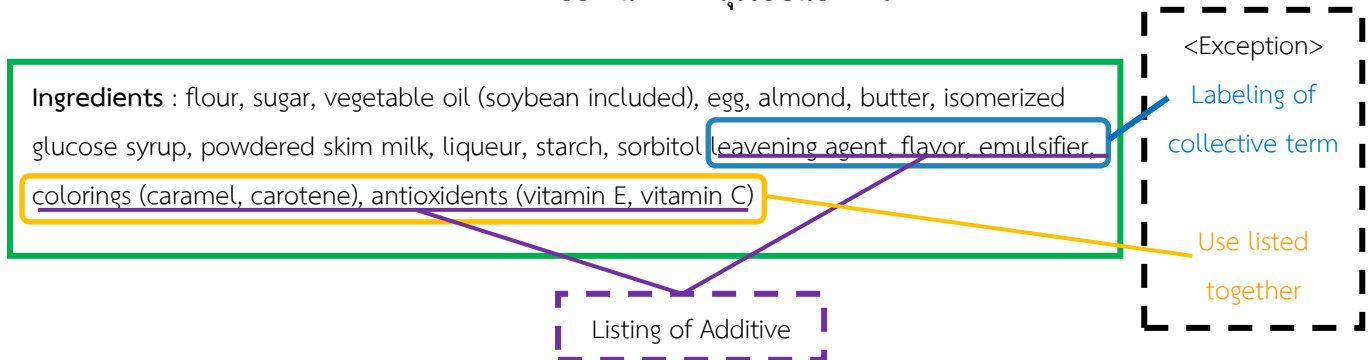 <Exception>
Ingredients : flour, sugar, vegetable oil (soybean included), egg, almond, butter, isomerized
glucose syrup, powdered skim milk, liqueur, starch, sorbitol leavening agent, flavor, emulsifier,
colorings (caramel, carotene), antioxidents (vitamin E, vitamin C)
Labeling of
collective term
Use listed
together
Listing of Additive